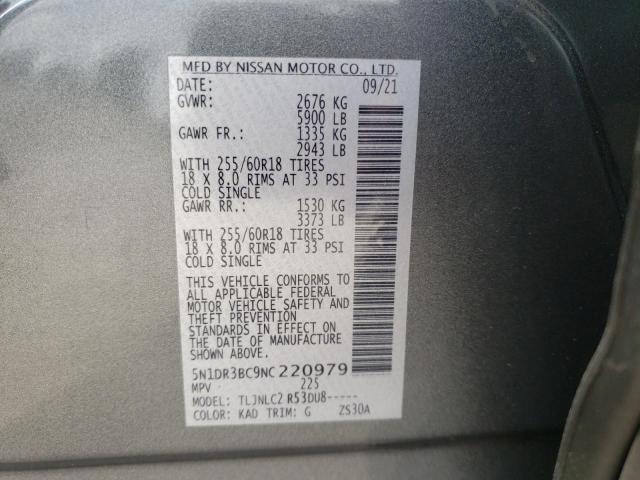 MFD BY NISSAN MOTOR CO., LTD.
DATE: 09/21
GVWR: 2676 KG
5900 LB
GAWR FR.: 1335 KG
2943 LB
WITH 255/60R18 TIRES
18 X 8.0 RIMS AT 33 PSI
COLD SINGLE
GAWR RR.: 1530 KG
3373 LB
WITH 255/60R18 TIRES
18 X 8.0 RIMS AT 33 PSI
COLD SINGLE
THIS VEHICLE CONFORMS TO
ALL APPLICABLE FEDERAL
MOTOR VEHICLE SAFETY AND
THEFT PREVENTION
STANDARDS IN EFFECT ON
THE DATE OF MANUFACTURE
SHOWN ABOVE.
5N1DR3BC9NC220979
MPV 225
MODEL: TLJNLC2 R53DU8-----
COLOR: KAD TRIM: G ZS30A